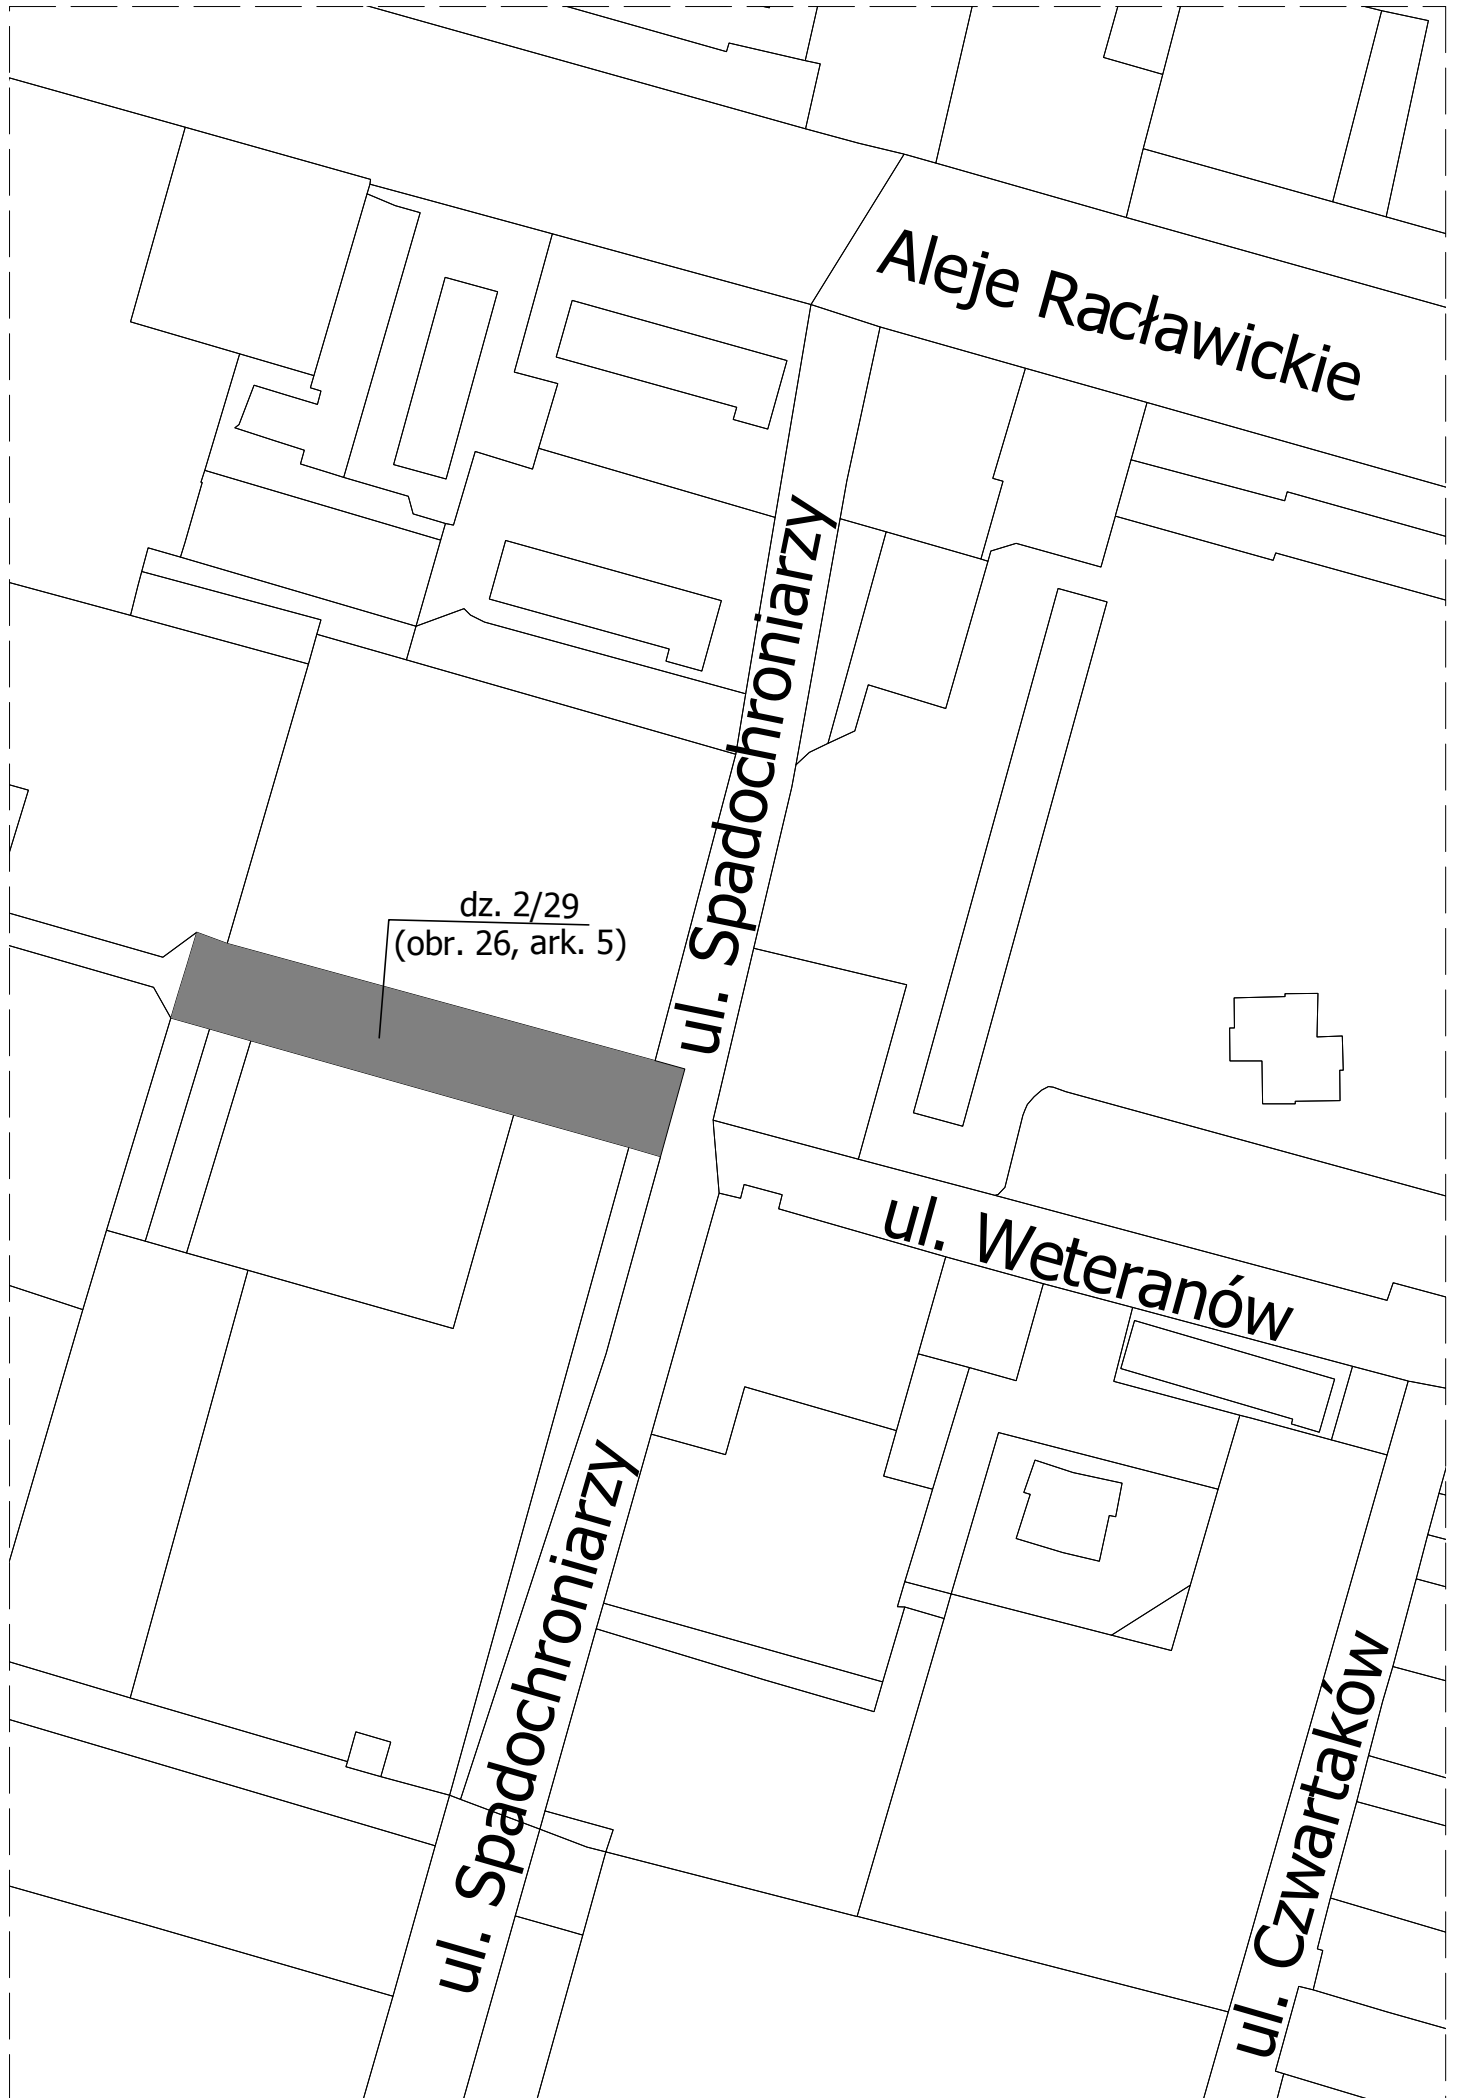 Aleje Racławickie
ul. Spadochroniarzy
dz. 2/29
(obr. 26, ark. 5)
ul. Weteranów
ul. Spadochroniarzy
ul. Czwartaków